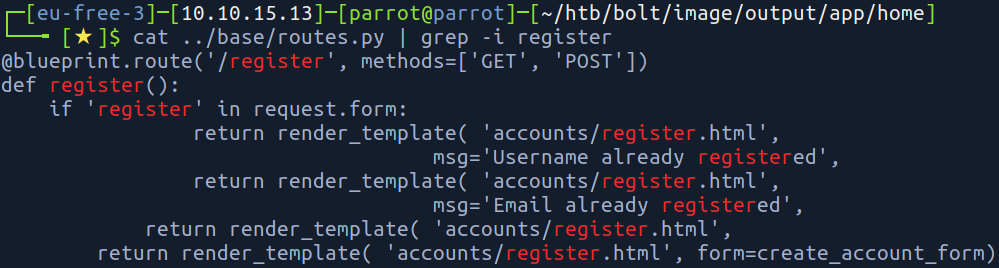 ┌─[eu-free-3]─[10.10.15.13]─[parrot@parrot]─[~/htb/bolt/image/output/app/home]
└──╼ [⭐]$ cat ../base/routes.py | grep -i register
@blueprint.route('/register', methods=['GET', 'POST'])
def register():
    if 'register' in request.form:
                return render_template( 'accounts/register.html',
                                    msg='Username already registered',
                return render_template( 'accounts/register.html',
                                    msg='Email already registered',
            return render_template( 'accounts/register.html',
        return render_template( 'accounts/register.html', form=create_account_form)